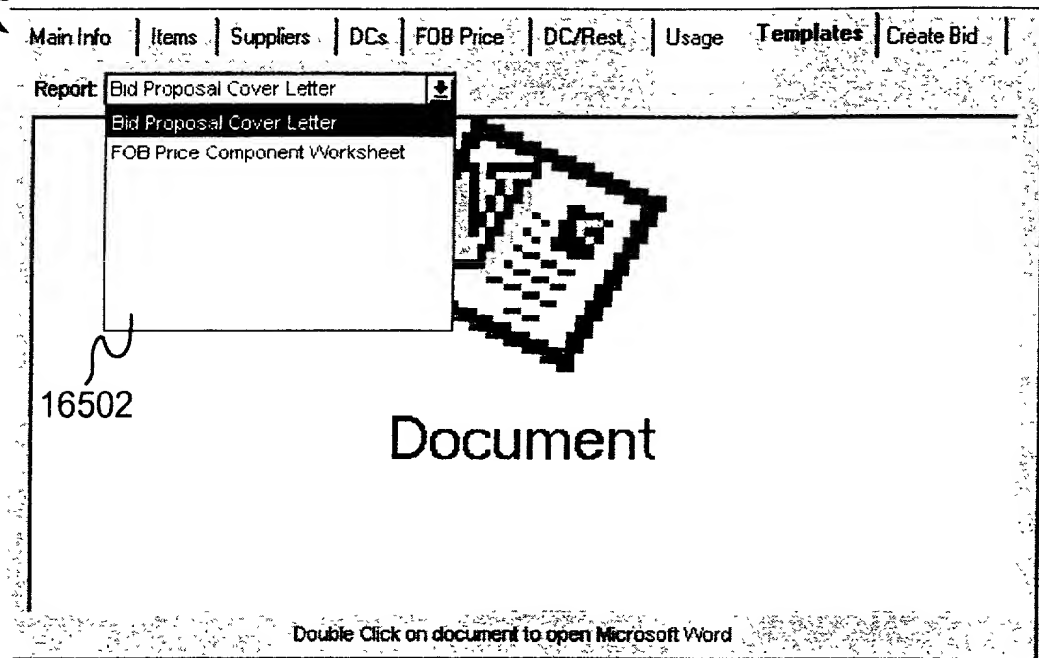 Main Info Items Suppliers DCs FOB Price DC/Rest. Usage Templates Create Bid
Report: Bid Proposal Cover Letter
Bid Proposal Cover Letter
FOB Price Component Worksheet
16502
Document
Double Click on document to open Microsoft Word